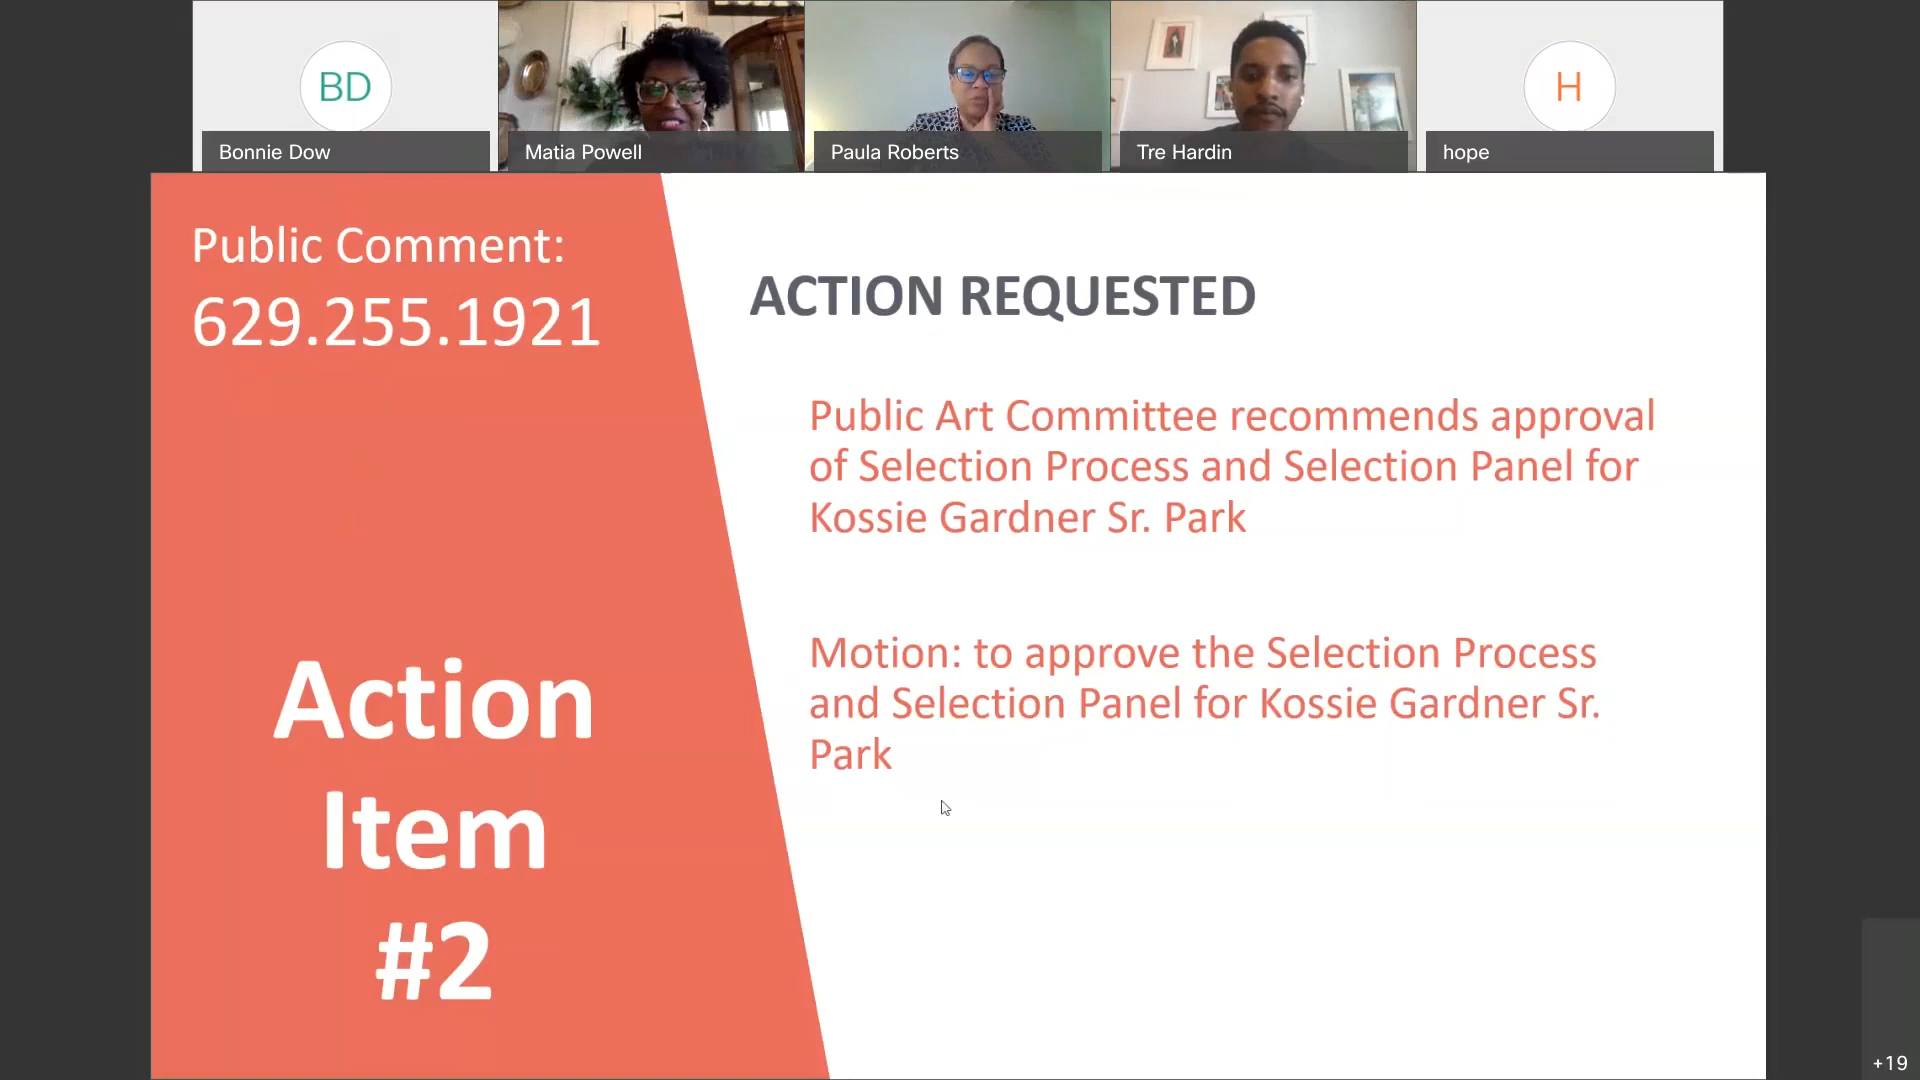 BD
H
Bonnie Dow
Matia Powell
Paula Roberts
Tre Hardin
hope
Public Comment:
629.255.1921
Action
Item
#2
ACTION REQUESTED
Public Art Committee recommends approval
of Selection Process and Selection Panel for
Kossie Gardner Sr. Park
Motion: to approve the Selection Process
and Selection Panel for Kossie Gardner Sr.
Park
+19